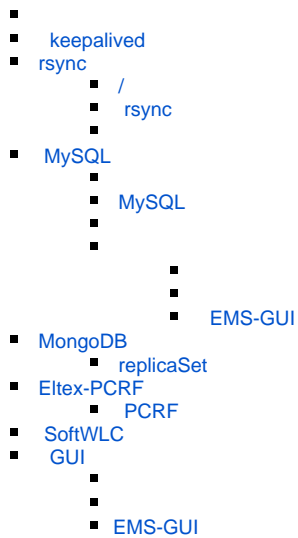 keepalived
rsync
/
rsync
MySQL
MySQL
EMS-GUI
MongoDB
replicaSet
Eltex-PCRF
PCRF
SoftWLC
GUI
EMS-GUI